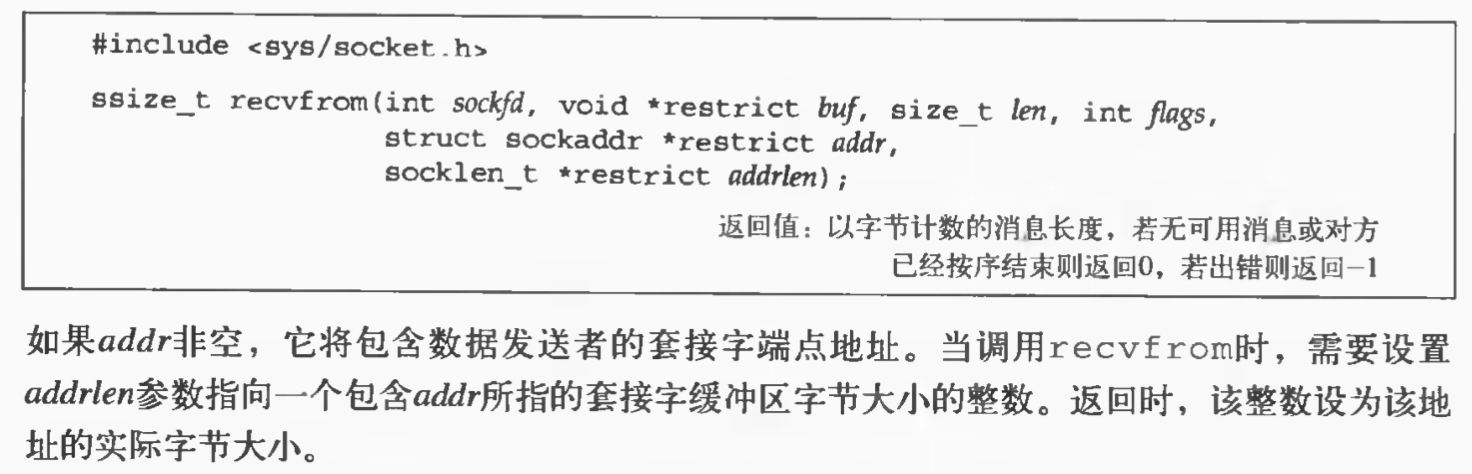 #include <sys/socket.h>
ssize_t recvfrom(int sockfd, void *restrict buf, size_t len, int flags,
struct sockaddr *restrict addr,
socklen_t *restrict addrlen);
返回值：以字节计数的消息长度，若无可用消息或对方
已经按序结束则返回0，若出错则返回-1
如果addr非空，它将包含数据发送者的套接字端点地址。当调用recvfrom时，需要设置
addrlen参数指向一个包含addr所指的套接字缓冲区字节大小的整数。返回时，该整数设为该地
址的实际字节大小。